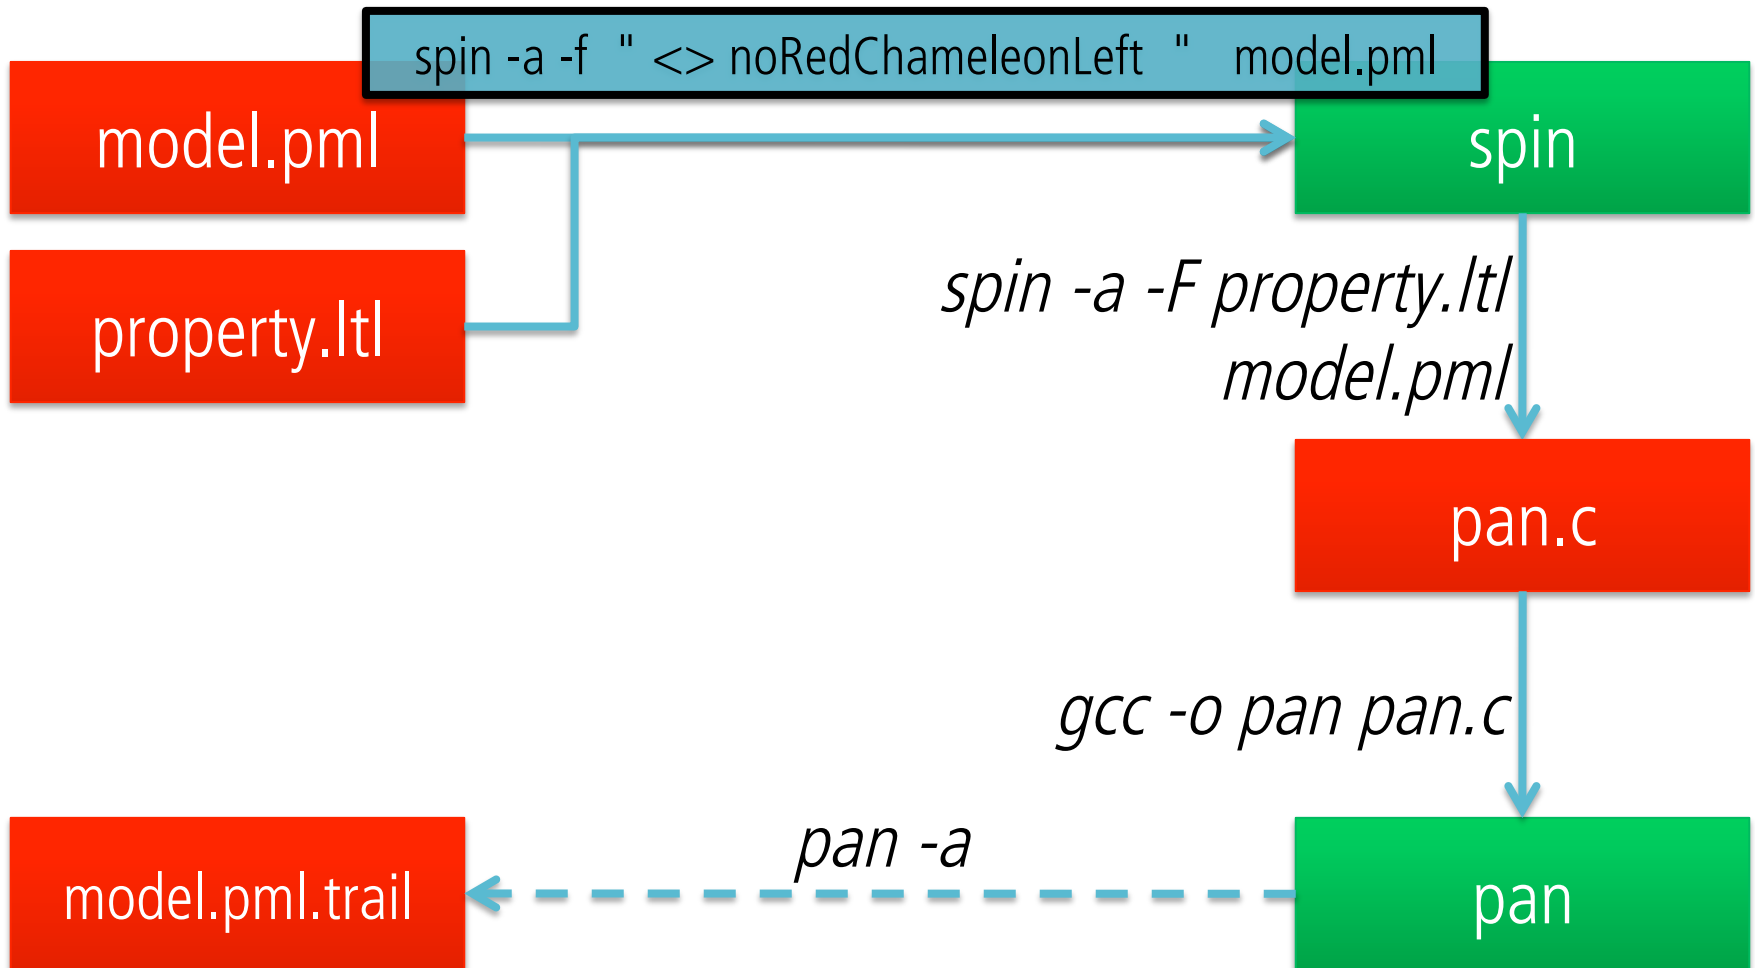 spin -a -f " <> noRedChameleonLeft " model.pml
model.pml
spin
property.ltl
spin -a -F property.ltl
model.pml
pan.c
gcc -o pan pan.c
pan -a
model.pml.trail
pan